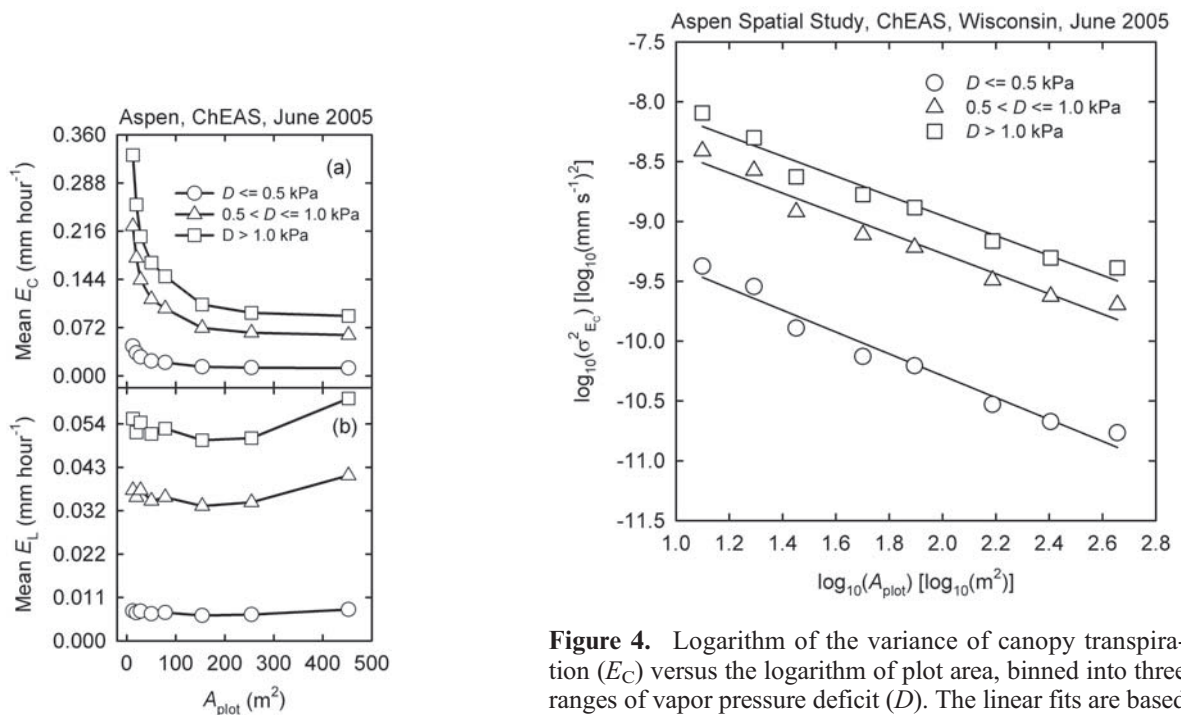 Aspen, ChEAS, June 2005
0.360
0.288
0.216
0.144
0.072
0.000
Mean E_C (mm hour⁻¹)
(a)
D <= 0.5 kPa
0.5 < D <= 1.0 kPa
D > 1.0 kPa
0.054
0.043
0.032
0.022
0.011
0.000
Mean E_L (mm hour⁻¹)
(b)
0 100 200 300 400 500
A_plot (m²)
Aspen Spatial Study, ChEAS, Wisconsin, June 2005
-7.5
-8.0
-8.5
-9.0
-9.5
-10.0
-10.5
-11.0
-11.5
log₁₀(σ²_E_C) [log₁₀(mm s⁻¹)²]
D <= 0.5 kPa
0.5 < D <= 1.0 kPa
D > 1.0 kPa
1.0 1.2 1.4 1.6 1.8 2.0 2.2 2.4 2.6 2.8
log₁₀(A_plot) [log₁₀(m²)]
Figure 4. Logarithm of the variance of canopy transpira-
tion (E_C) versus the logarithm of plot area, binned into three
ranges of vapor pressure deficit (D). The linear fits are based